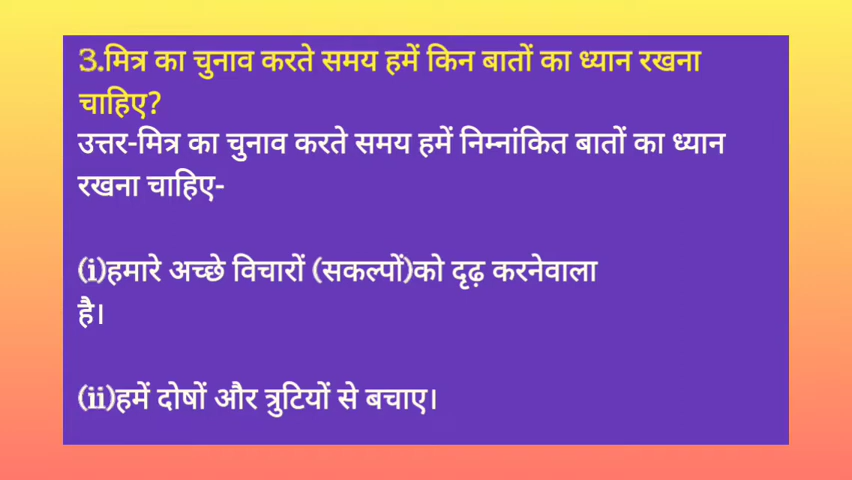 3.मित्र का चुनाव करते समय हमें किन बातों का ध्यान रखना
चाहिए?
उत्तर-मित्र का चुनाव करते समय हमें निम्नांकित बातों का ध्यान
रखना चाहिए-
(i)हमारे अच्छे विचारों (सकल्पों)को दृढ़ करनेवाला
है।
(ii)हमें दोषों और त्रुटियों से बचाए।